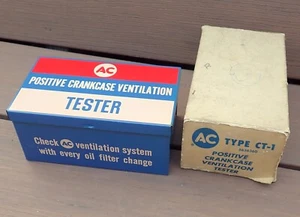 AC
POSITIVE CRANKCASE VENTILATION
TESTER
Check AC ventilation system
with every oil filter change
AC TYPE CT-1
POSITIVE
CRANKCASE
VENTILATION
TESTER